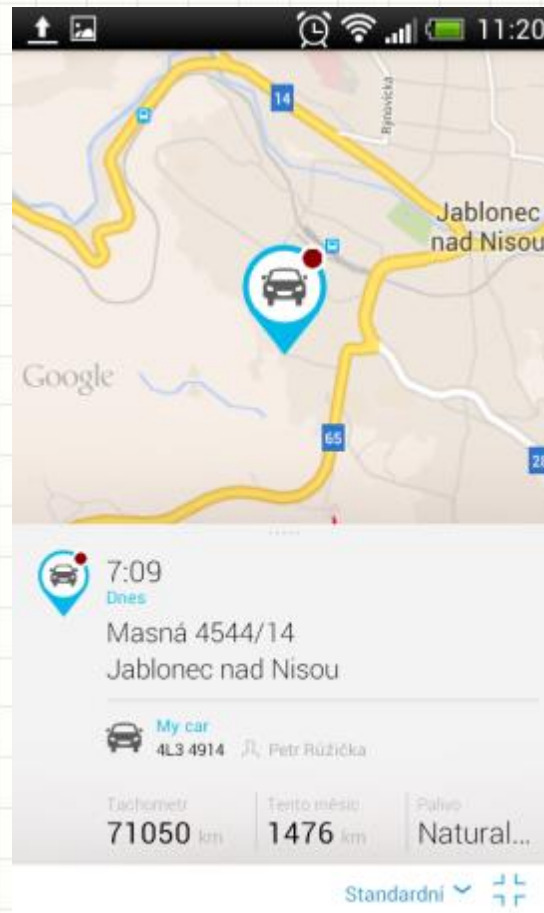 11:20
14
Rýnovická
Jablonec
nad Nisou
Google
65
28
7:09
Dnes
Masná 4544/14
Jablonec nad Nisou
My car
4L3 4914 Petr Růžička
Tachometr Tento měsíc Palivo
71050 km 1476 km Natural...
Standardní